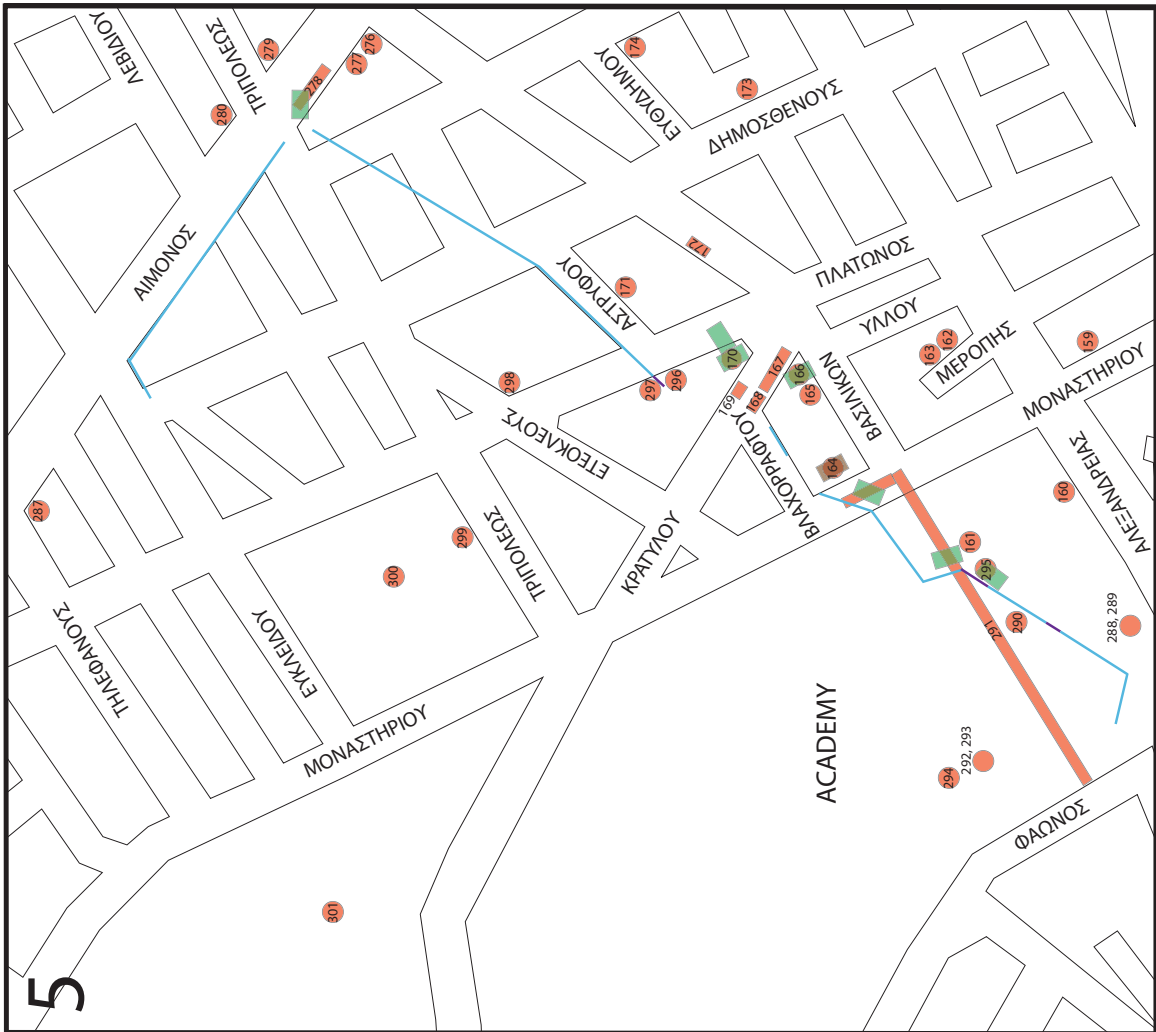 5
ΛΕΒΙΔΙΟΥ
ΤΡΙΠΟΛΕΩΣ
279
280
278
277
276
ΑΙΜΟΝΟΣ
ΕΥΘΥΔΗΜΟΥ
174
173
ΔΗΜΟΣΘΕΝΟΥΣ
172
171
ΑΣΤΡΥΦΟΥ
ΠΛΑΤΩΝΟΣ
ΥΛΛΟΥ
163
162
ΜΕΡΟΠΗΣ
159
ΜΟΝΑΣΤΗΡΙΟΥ
170
169
168
167
166
165
164
ΒΑΣΙΛΙΚΩΝ
ΒΛΑΧΟΡΡΑΦΤΟΥ
298
297
296
ΕΤΕΟΚΛΕΟΥΣ
287
299
300
ΤΡΙΠΟΛΕΩΣ
ΚΡΑΤΥΛΟΥ
ΤΗΛΕΦΑΝΟΥΣ
ΕΥΚΛΕΙΔΟΥ
ΜΟΝΑΣΤΗΡΙΟΥ
160
ΑΛΕΞΑΝΔΡΕΙΑΣ
161
295
290
291
288, 289
ACADEMY
294
292, 293
ΦΑΩΝΟΣ
301